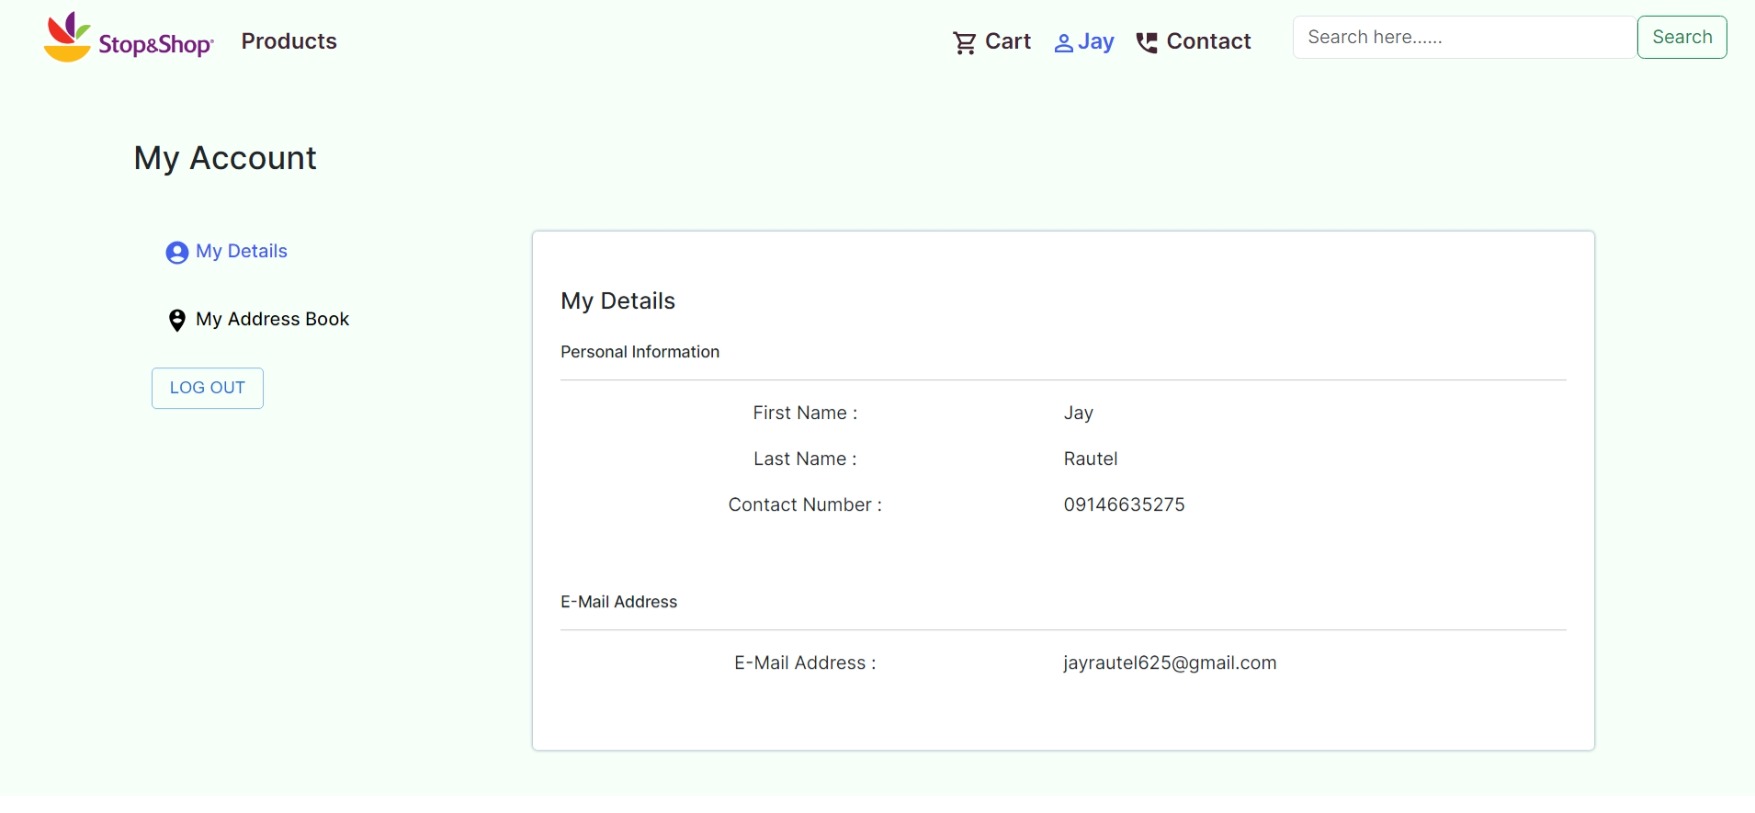 Stop&Shop Products Cart Jay Contact Search here...... Search
My Account
My Details
My Address Book
LOG OUT
My Details
Personal Information
First Name : Jay
Last Name : Rautel
Contact Number : 09146635275
E-Mail Address
E-Mail Address : jayrautel625@gmail.com